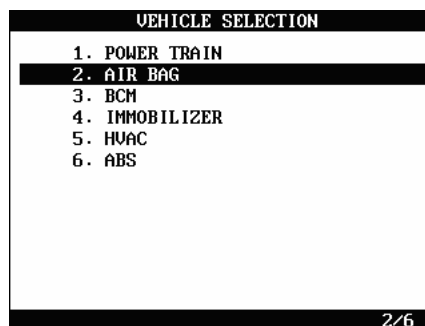 VEHICLE SELECTION
1. POWER TRAIN
2. AIR BAG
3. BCM
4. IMMOBILIZER
5. HVAC
6. ABS
2/6